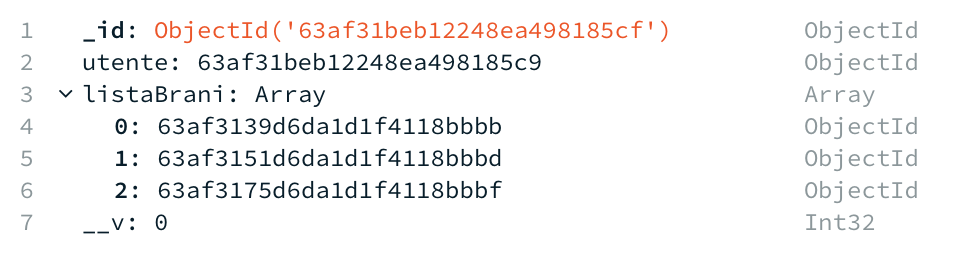 1 _id: ObjectId('63af31beb12248ea498185cf') ObjectId
2 utente: 63af31beb12248ea498185c9 ObjectId
3 listaBrani: Array Array
4 0: 63af3139d6da1d1f4118bbbb ObjectId
5 1: 63af3151d6da1d1f4118bbbd ObjectId
6 2: 63af3175d6da1d1f4118bbbf ObjectId
7 __v: 0 Int32